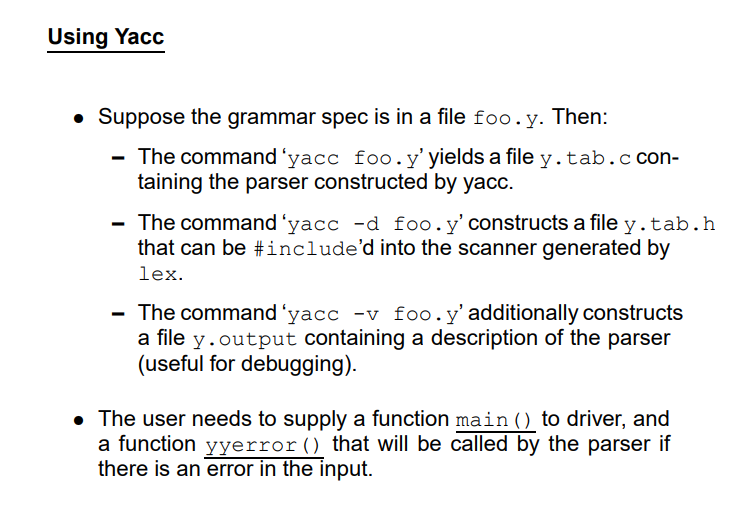 Using Yacc
• Suppose the grammar spec is in a file foo.y. Then:
– The command ‘yacc foo.y’ yields a file y.tab.c con-
taining the parser constructed by yacc.
– The command ‘yacc -d foo.y’ constructs a file y.tab.h
that can be #include’d into the scanner generated by
lex.
– The command ‘yacc -v foo.y’ additionally constructs
a file y.output containing a description of the parser
(useful for debugging).
• The user needs to supply a function main() to driver, and
a function yyerror() that will be called by the parser if
there is an error in the input.